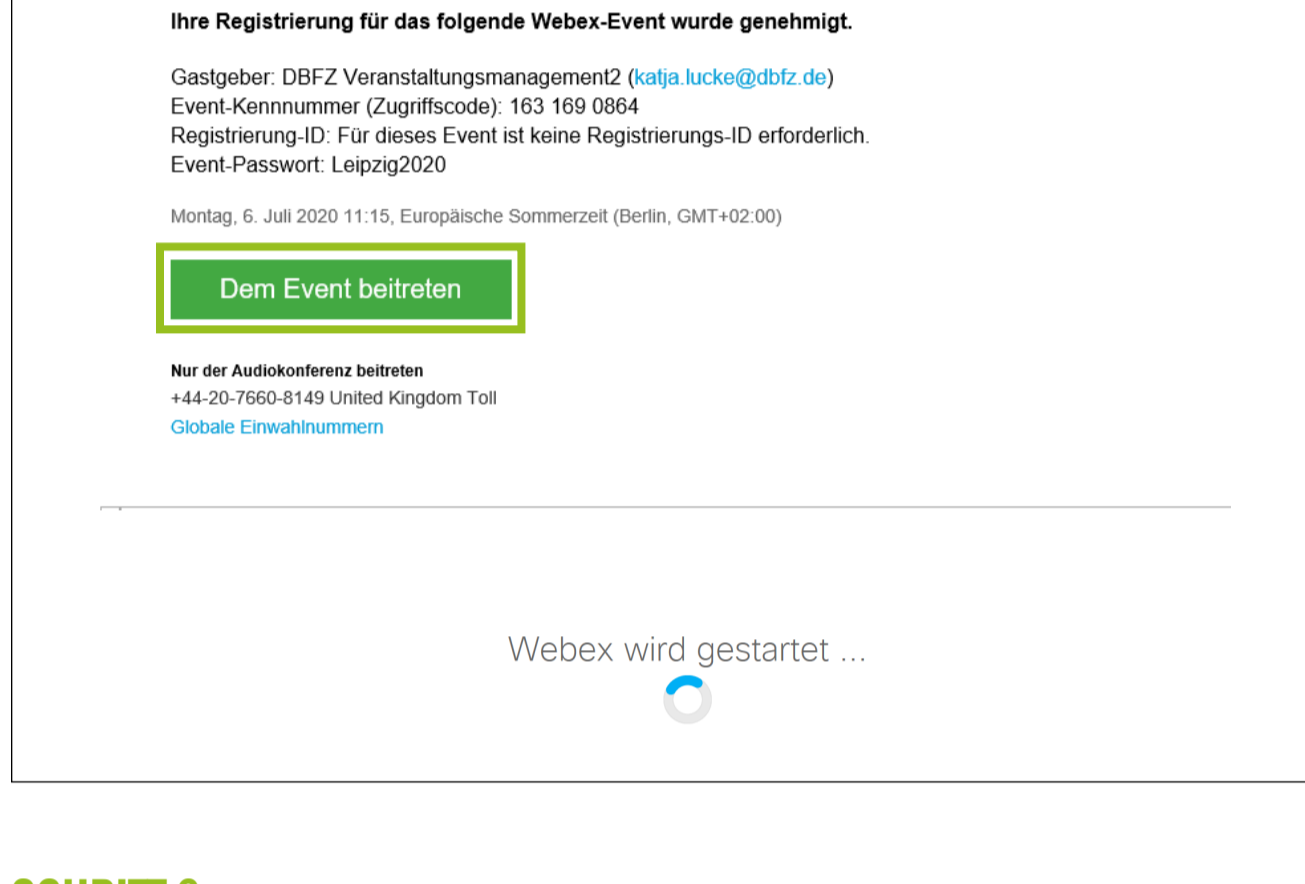 Ihre Registrierung für das folgende Webex-Event wurde genehmigt.
Gastgeber: DBFZ Veranstaltungsmanagement2 (katja.lucke@dbfz.de)
Event-Kennnummer (Zugriffscode): 163 169 0864
Registrierung-ID: Für dieses Event ist keine Registrierungs-ID erforderlich.
Event-Passwort: Leipzig2020
Montag, 6. Juli 2020 11:15, Europäische Sommerzeit (Berlin, GMT+02:00)
Dem Event beitreten
Nur der Audiokonferenz beitreten
+44-20-7660-8149 United Kingdom Toll
Globale Einwahlnummern
Webex wird gestartet ...